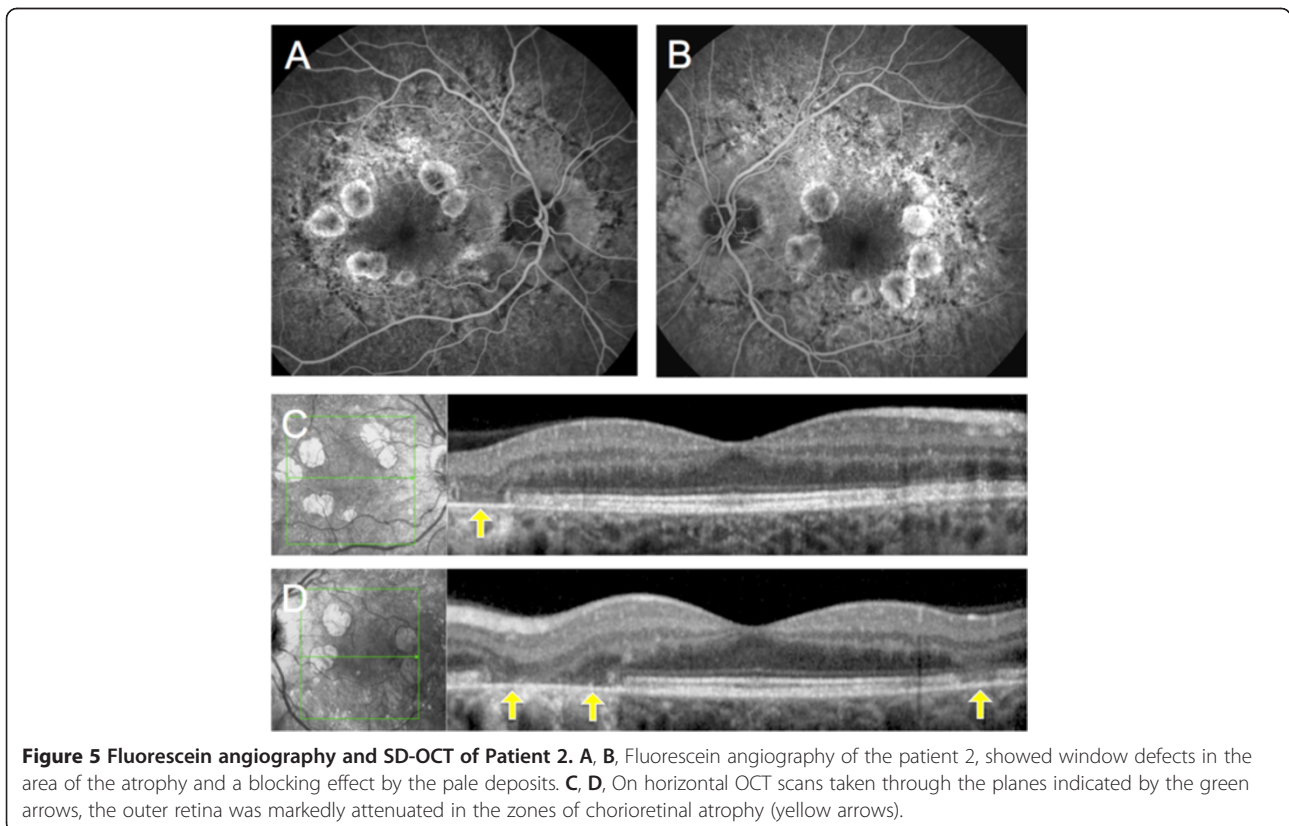 A
B
C
D
Figure 5 Fluorescein angiography and SD-OCT of Patient 2. A, B, Fluorescein angiography of the patient 2, showed window defects in the
area of the atrophy and a blocking effect by the pale deposits. C, D, On horizontal OCT scans taken through the planes indicated by the green
arrows, the outer retina was markedly attenuated in the zones of chorioretinal atrophy (yellow arrows).